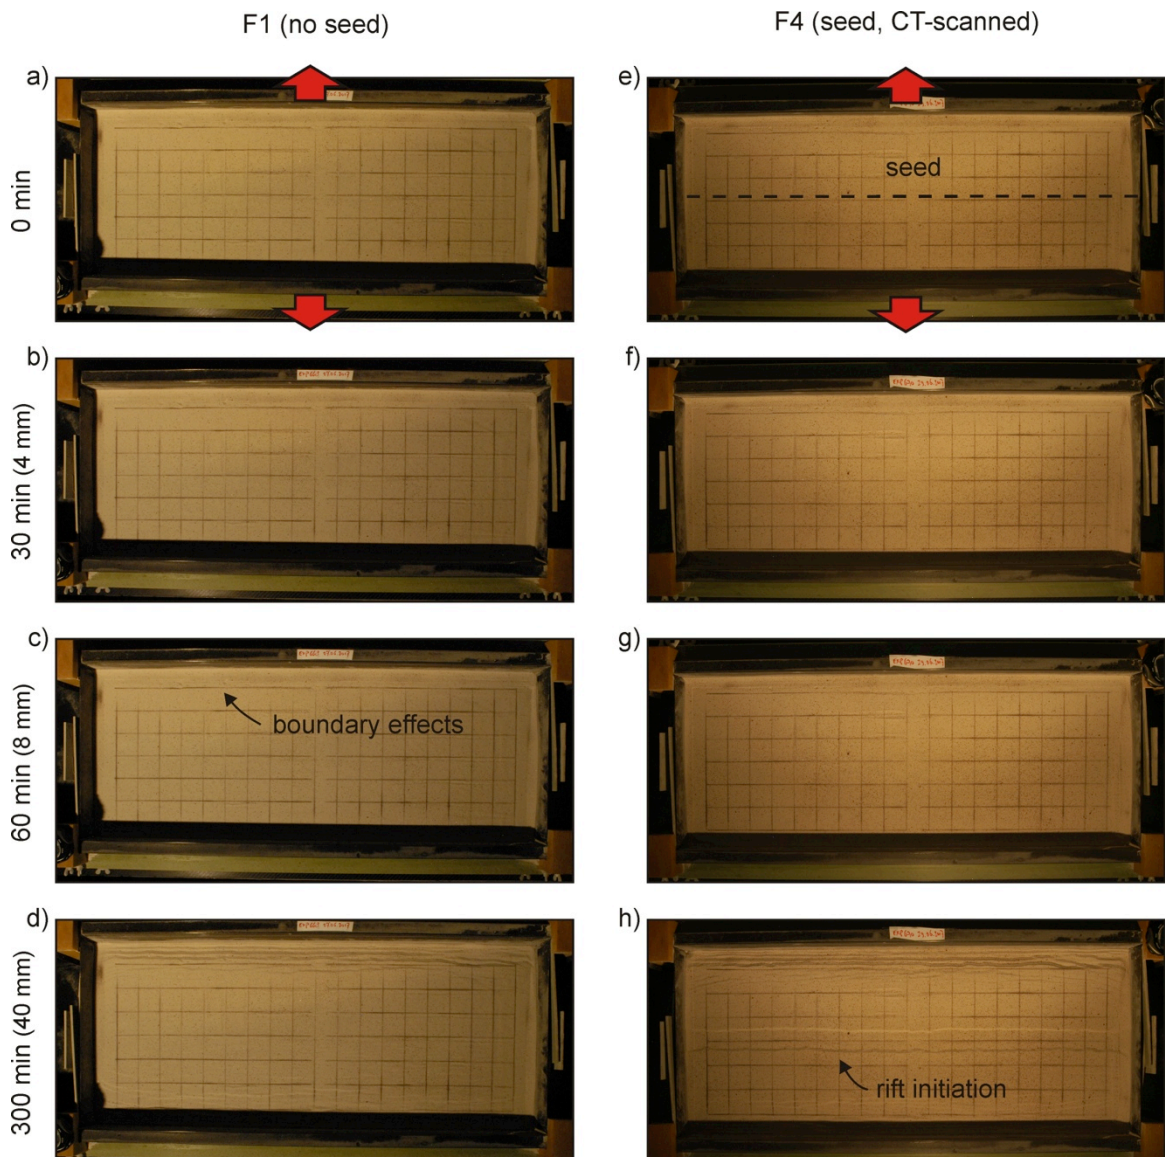 F1 (no seed)
F4 (seed, CT-scanned)
a)
e)
0 min
seed
b)
f)
30 min (4 mm)
c)
g)
60 min (8 mm)
boundary effects
d)
h)
300 min (40 mm)
rift initiation